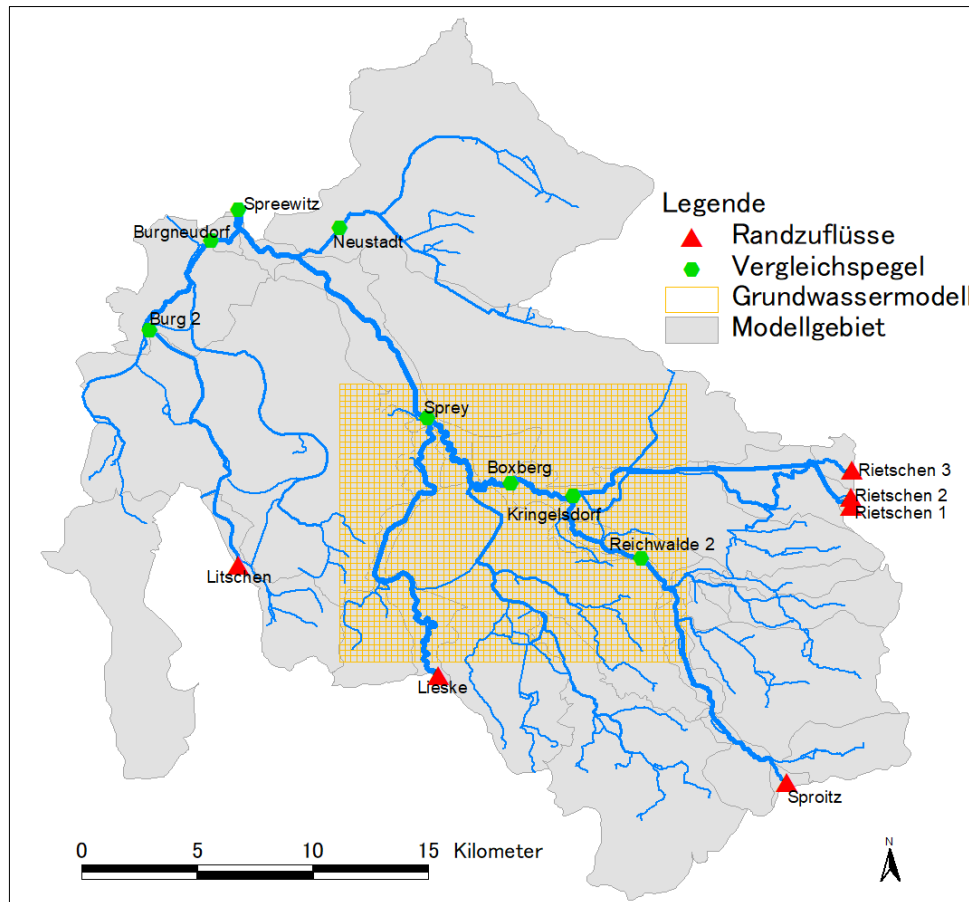 Spreewitz
Burgneudorf
Neustadt
Burg 2
Legende
Randzuflüsse
Vergleichspegel
Grundwassermodell
Modellgebiet
Sprey
Boxberg
Kringelsdorf
Rietschen 3
Rietschen 2
Rietschen 1
Reichwalde 2
Litschen
Lieske
Sproitz
0 5 10 15 Kilometer
N